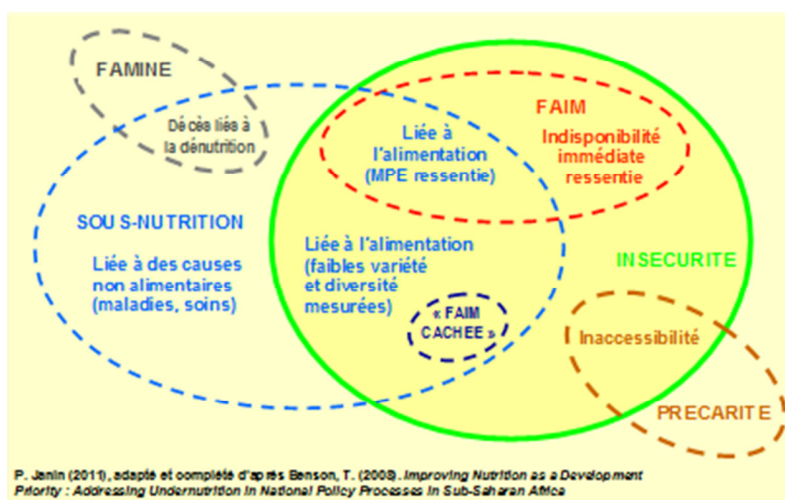 FAMINE
Décès liés à
la dénutrition
FAIM
Liée à
l'alimentation
(MPE ressentie)
Indisponibilité
immédiate
ressentie
SOUS-NUTRITION
Liée à des causes
non alimentaires
(maladies, soins)
Liée à l'alimentation
(faibles variété
et diversité
mesurées)
« FAIM
CACHEE »
INSECURITE
Inaccessibilité
PRECARITE
P. Janin (2011), adapté et complété d'après Benson, T. (2008). Improving Nutrition as a Development
Priority : Addressing Undernutrition in National Policy Processes in Sub-Saharan Africa